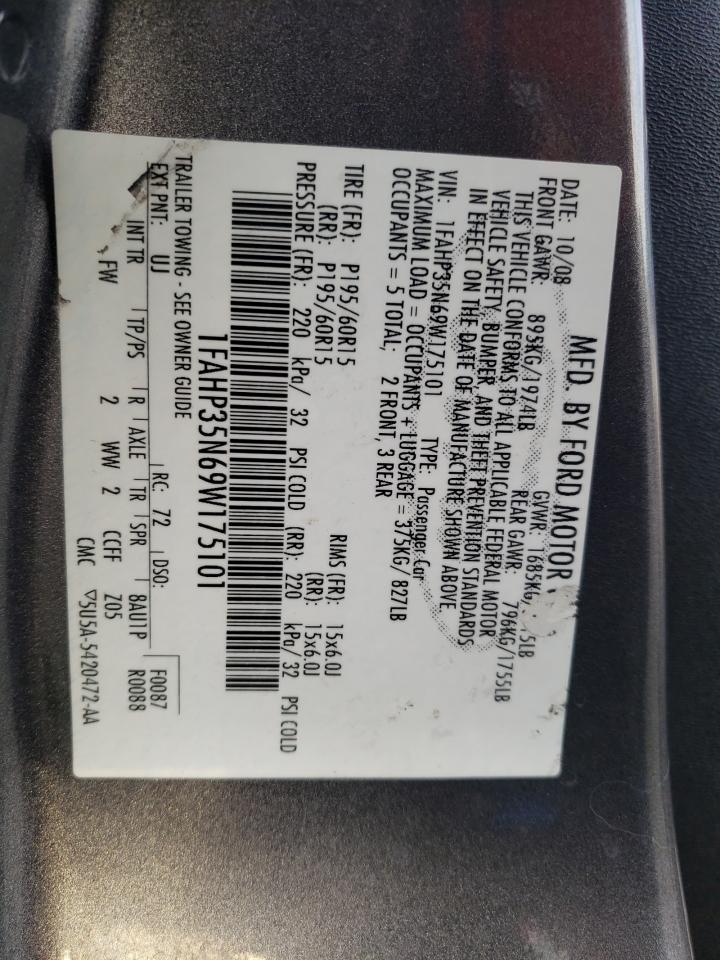 MFD. BY FORD MOTOR
DATE: 10/08 GVWR: 1685KG/ 15LB
FRONT GAWR: 895KG/1974LB REAR GAWR: 796KG/1755LB
THIS VEHICLE CONFORMS TO ALL APPLICABLE FEDERAL MOTOR
VEHICLE SAFETY, BUMPER, AND THEFT PREVENTION STANDARDS
IN EFFECT ON THE DATE OF MANUFACTURE SHOWN ABOVE.
VIN: 1FAHP35N69W175101 TYPE: Passenger Car
MAXIMUM LOAD = OCCUPANTS + LUGGAGE = 375KG/ 827LB
OCCUPANTS = 5 TOTAL; 2 FRONT, 3 REAR
TIRE (FR): P195/60R15 RIMS (FR): 15x6.0J
(RR): P195/60R15 (RR): 15x6.0J
PRESSURE (FR): 220 kPa/ 32 PSI COLD (RR): 220 kPa/ 32 PSI COLD
1FAHP35N69W175101
TRAILER TOWING - SEE OWNER GUIDE
F0087
EXT PNT: UJ RC: 72 DSO: R0088
INT TR TP/PS R AXLE TR SPR 8AU1P
FW 2 2 WW 2 CCFF Z05
CMC ▽5U5A-5420472-AA